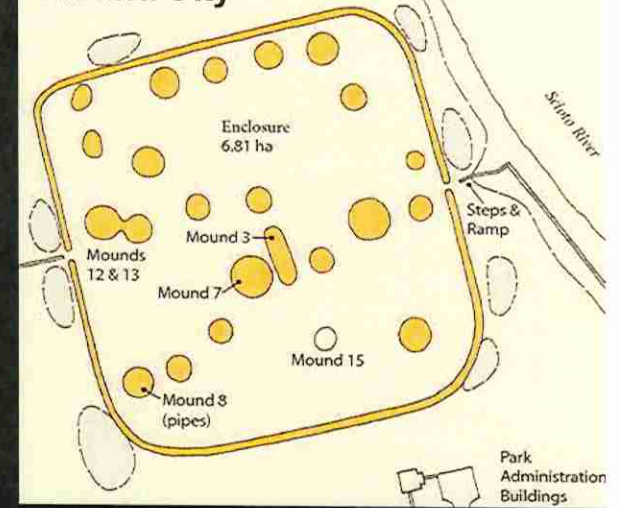 Scioto River
Enclosure
6.81 ha
Steps &
Ramp
Mound 3
Mounds
12 & 13
Mound 7
Mound 15
Mound 8
(pipes)
Park
Administration
Buildings